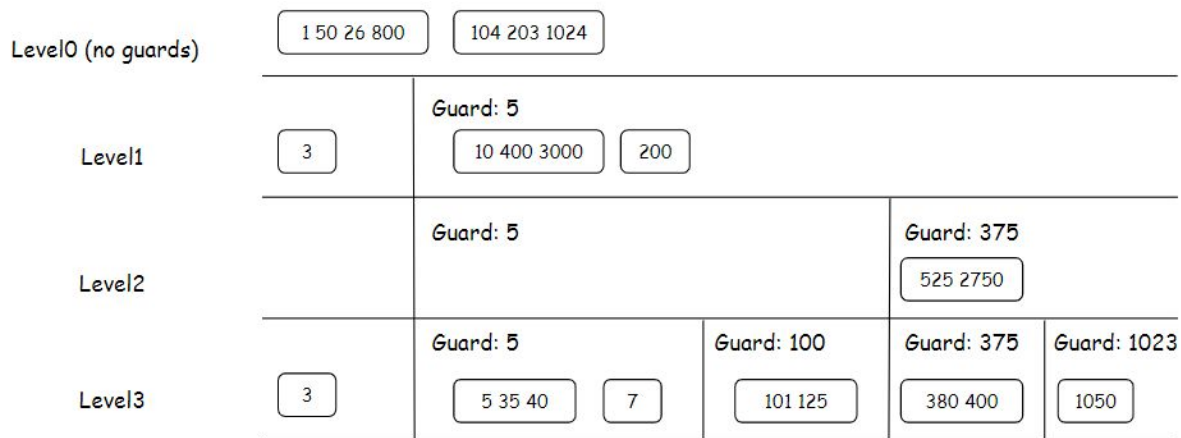 Level0 (no guards) 1 50 26 800 104 203 1024
Guard: 5
Level1 3 10 400 3000 200
Guard: 5 Guard: 375
Level2 525 2750
Guard: 5 Guard: 100 Guard: 375 Guard: 1023
Level3 3 5 35 40 7 101 125 380 400 1050